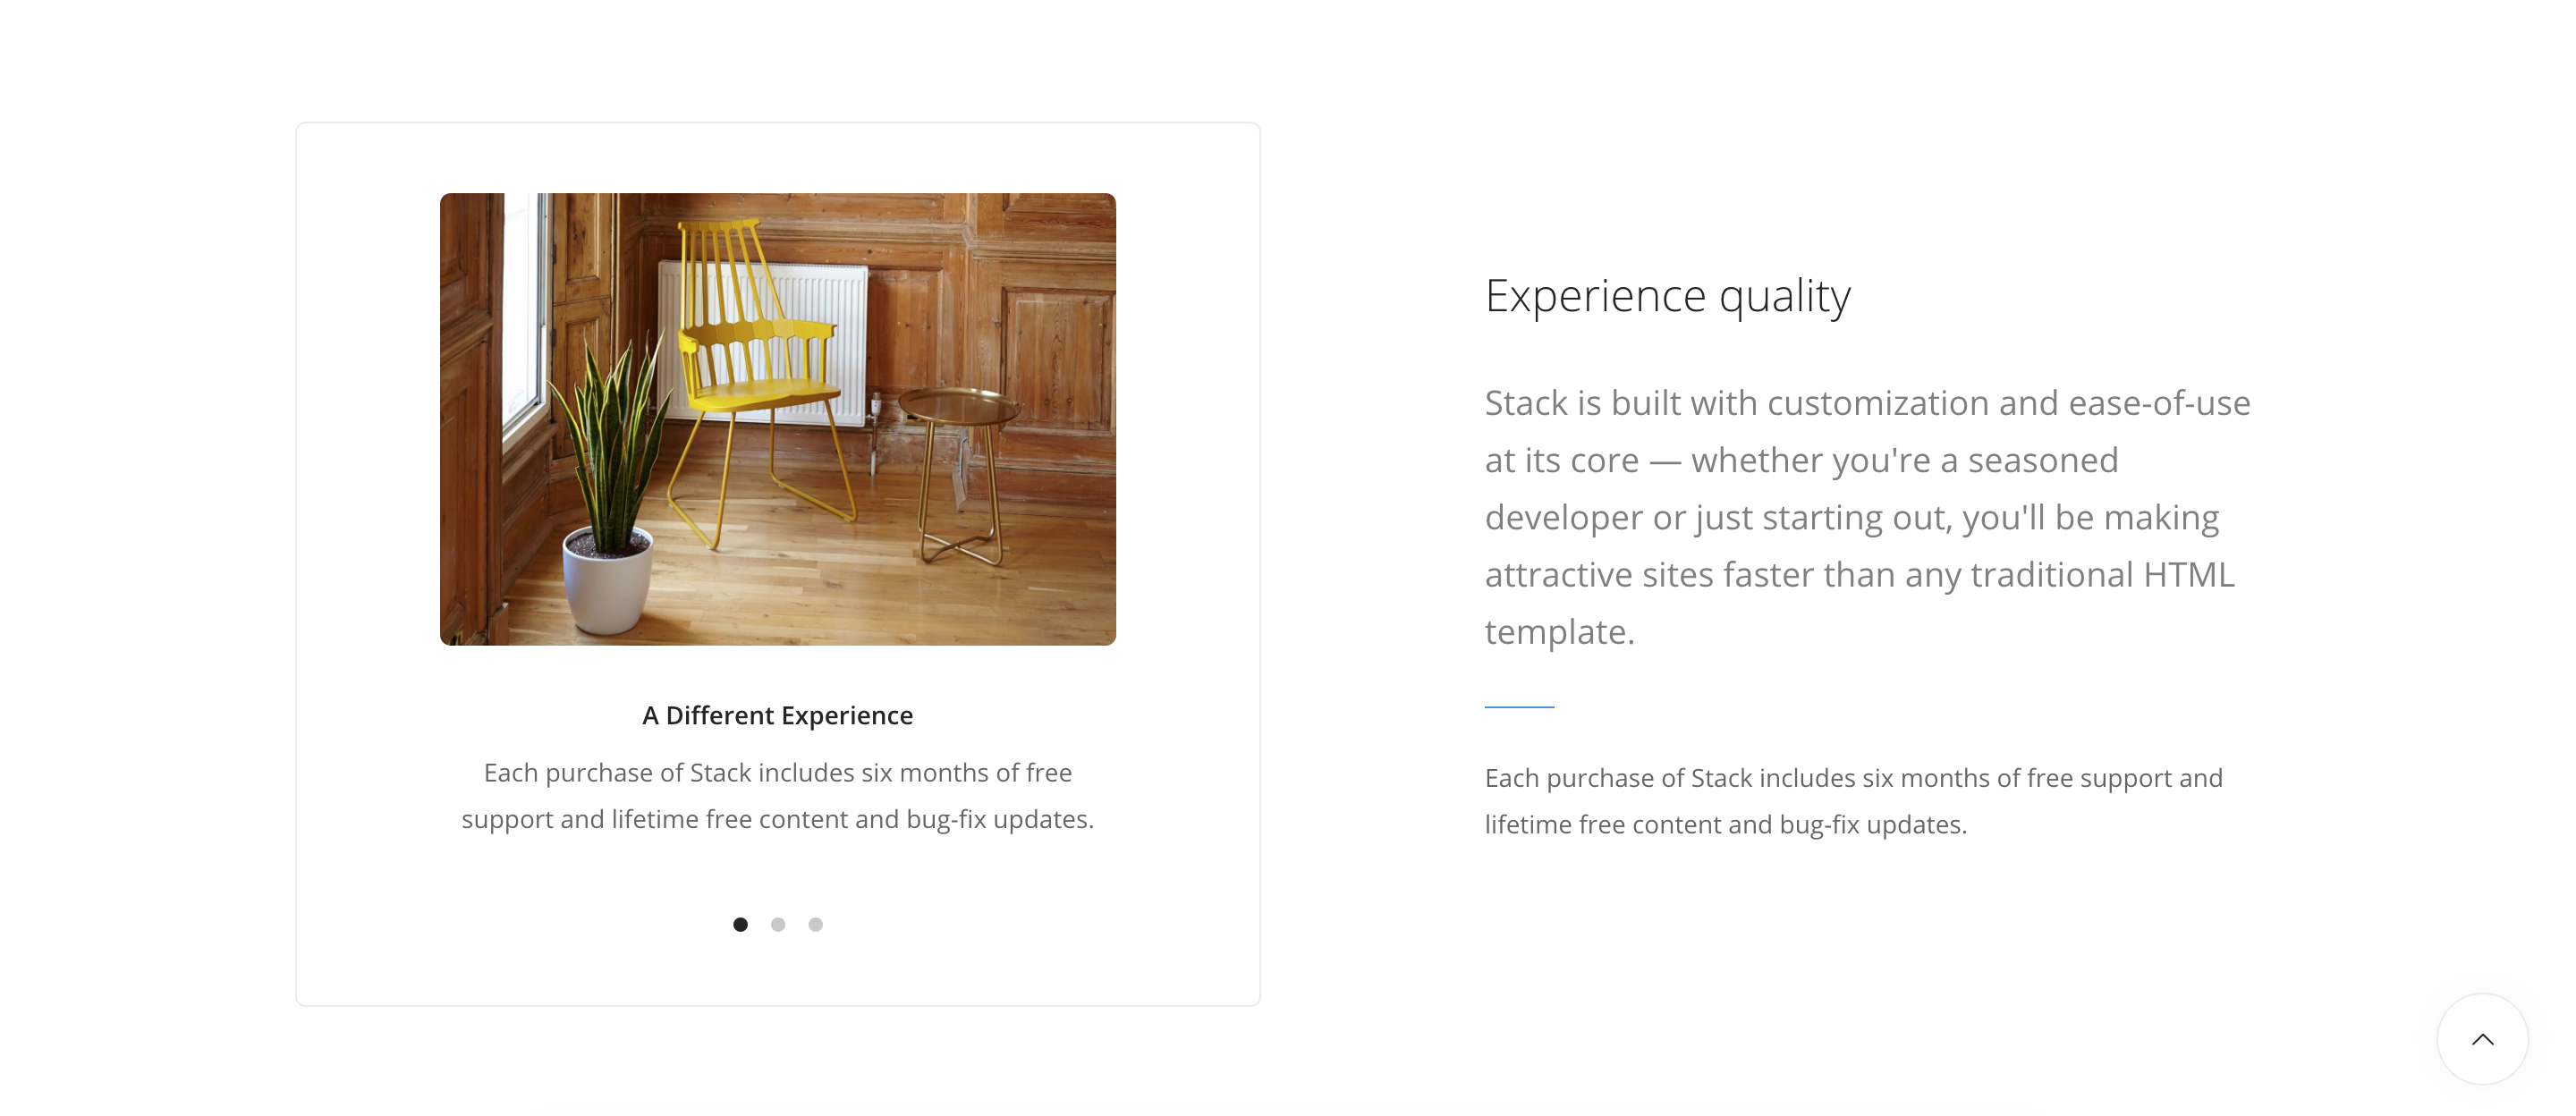 A Different Experience
Each purchase of Stack includes six months of free
support and lifetime free content and bug-fix updates.
Experience quality
Stack is built with customization and ease-of-use
at its core — whether you're a seasoned
developer or just starting out, you'll be making
attractive sites faster than any traditional HTML
template.
Each purchase of Stack includes six months of free support and
lifetime free content and bug-fix updates.